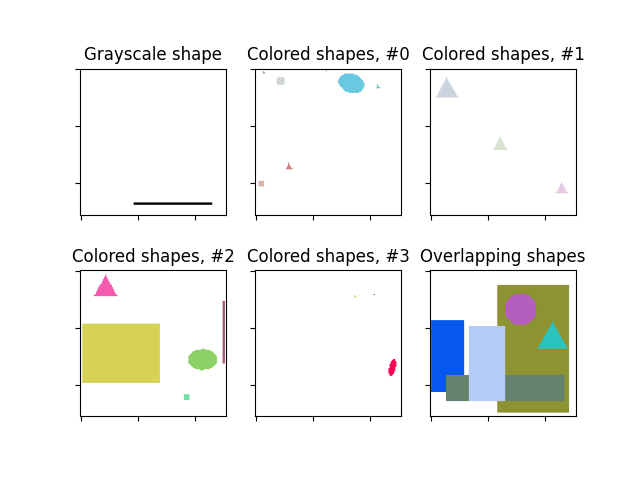 Grayscale shape
Colored shapes, #0
Colored shapes, #1
Colored shapes, #2
Colored shapes, #3
Overlapping shapes